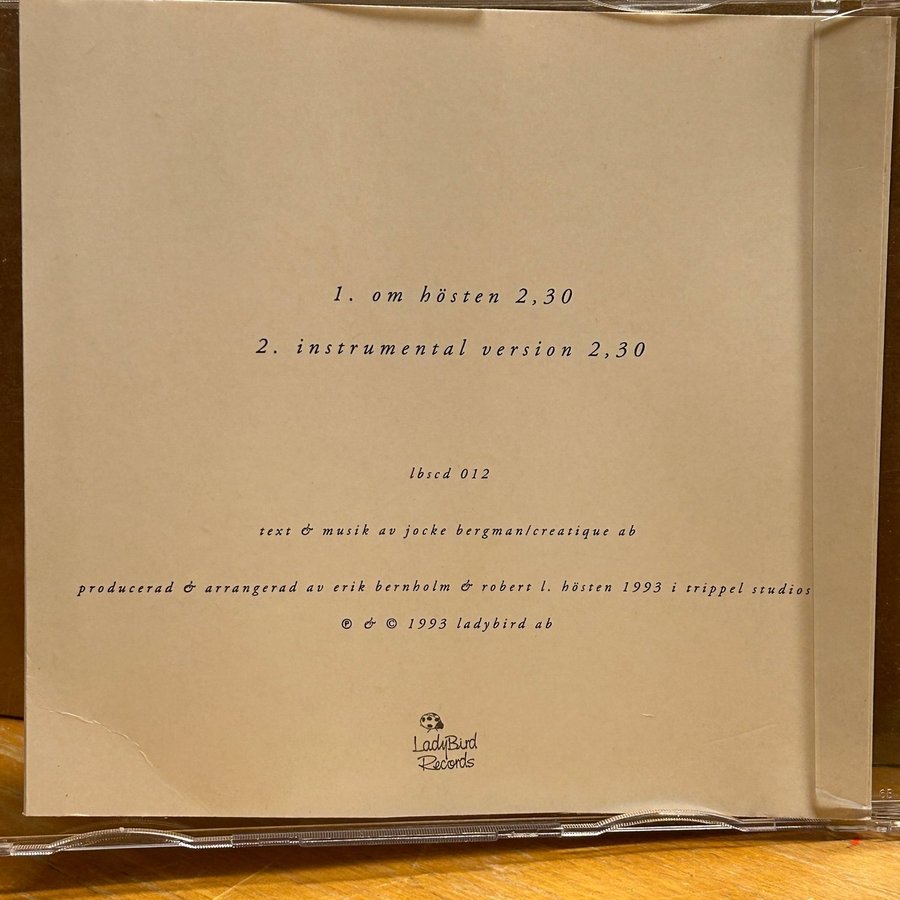 1. om hösten 2,30
2. instrumental version 2,30
lbscd 012
text & musik av jocke bergman/creatique ab
producerad & arrangerad av erik bernholm & robert l. hösten 1993 i trippel studios
℗ & © 1993 ladybird ab
LadyBird
Records